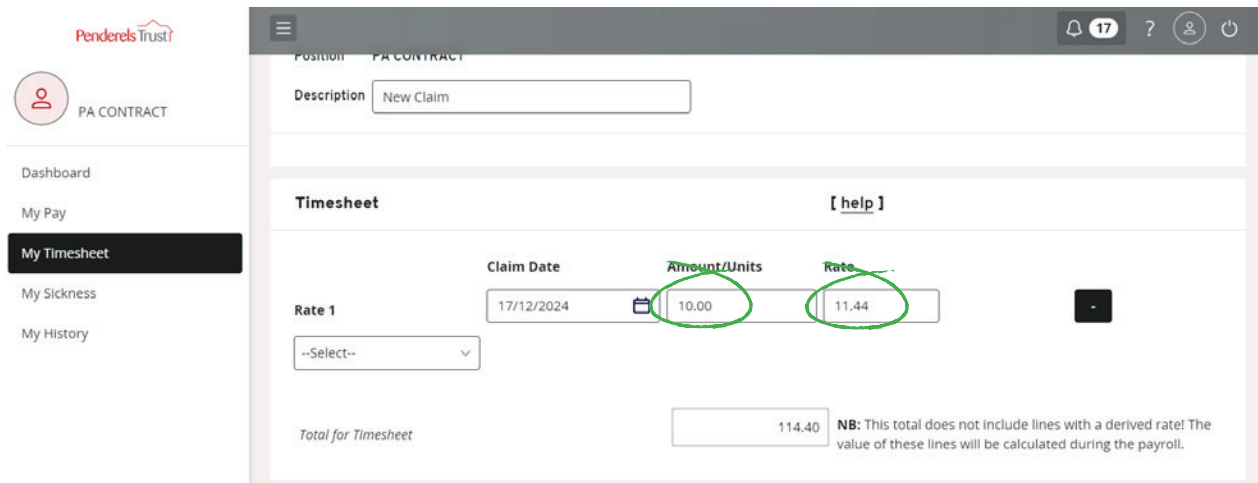 Penderels Trust
17
?
Position PA CONTRACT
PA CONTRACT
Description New Claim
Dashboard
My Pay
My Timesheet
My Sickness
My History
Timesheet [ help ]
Claim Date Amount/Units Rate
Rate 1 17/12/2024 10.00 11.44 -
--Select--
Total for Timesheet 114.40 NB: This total does not include lines with a derived rate! The
value of these lines will be calculated during the payroll.